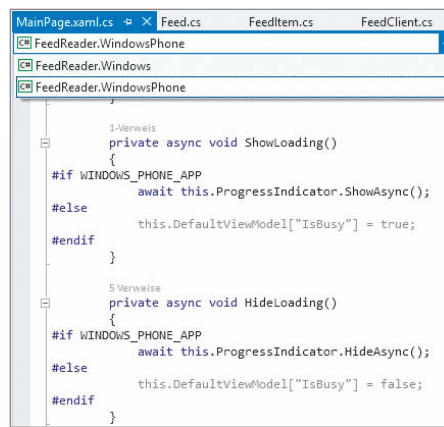 MainPage.xaml.cs Feed.cs FeedItem.cs FeedClient.cs
C# FeedReader.WindowsPhone
C# FeedReader.Windows
C# FeedReader.WindowsPhone
}
1-Verweis
private async void ShowLoading()
{
#if WINDOWS_PHONE_APP
await this.ProgressIndicator.ShowAsync();
#else
this.DefaultViewModel["IsBusy"] = true;
#endif
}
5 Verweise
private async void HideLoading()
{
#if WINDOWS_PHONE_APP
await this.ProgressIndicator.HideAsync();
#else
this.DefaultViewModel["IsBusy"] = false;
#endif
}